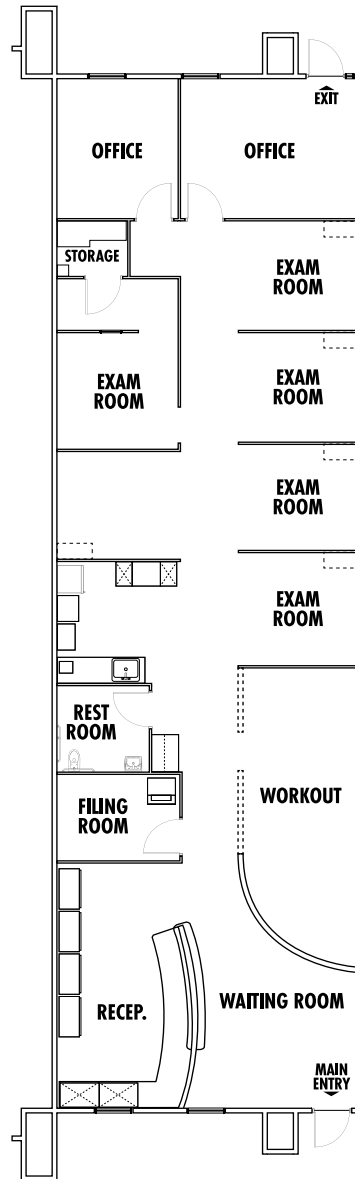 EXIT
OFFICE
OFFICE
STORAGE
EXAM
ROOM
EXAM
ROOM
EXAM
ROOM
EXAM
ROOM
EXAM
ROOM
REST
ROOM
WORKOUT
FILING
ROOM
WAITING ROOM
RECEP.
MAIN
ENTRY